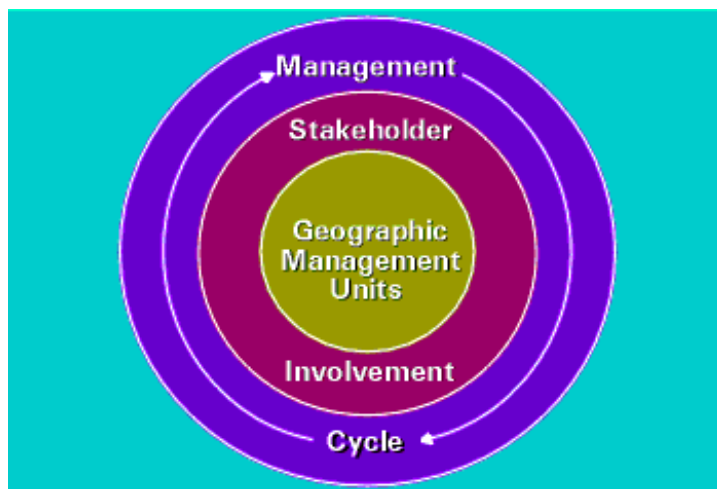 Management
Stakeholder
Geographic
Management
Units
Involvement
Cycle